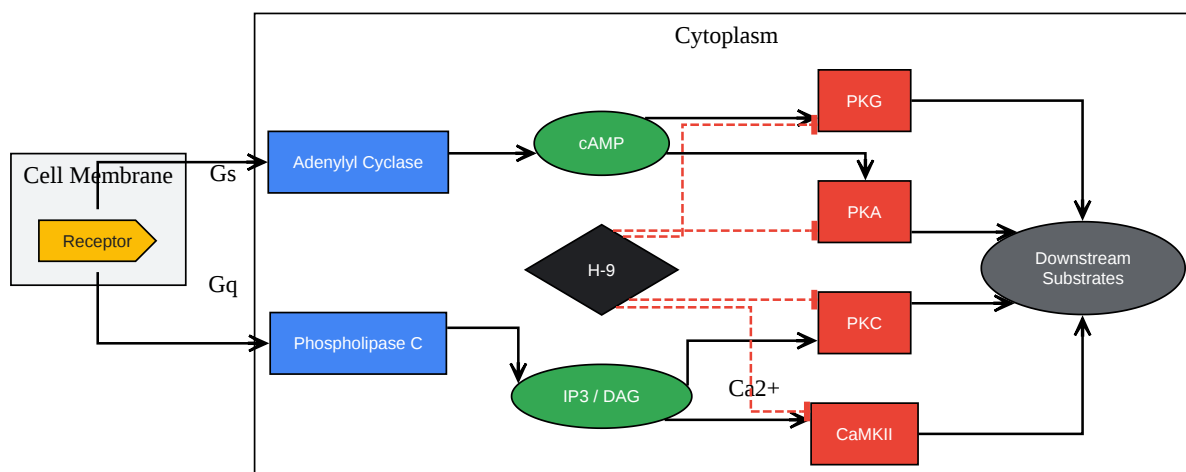 Cytoplasm
PKG
cAMP
Adenylyl Cyclase
Cell Membrane
Gs
PKA
Receptor
H-9
Downstream
Substrates
Gq
PKC
Phospholipase C
Ca2+
IP3 / DAG
CaMKII